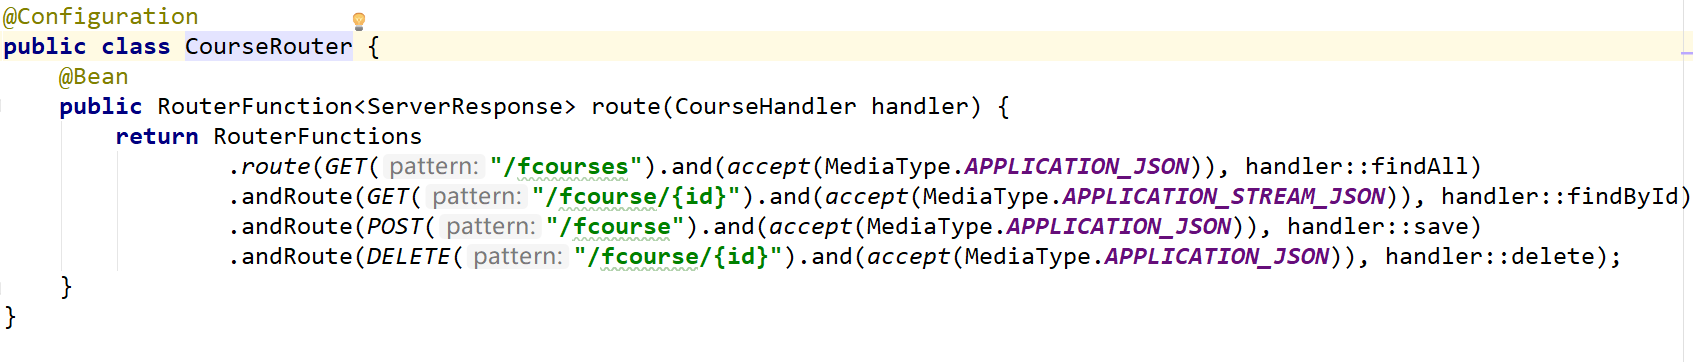 @Configuration
public class CourseRouter {
@Bean
public RouterFunction<ServerResponse> route(CourseHandler handler) {
return RouterFunctions
.route(GET( pattern: "/fcourses").and(accept(MediaType.APPLICATION_JSON)), handler::findAll)
.andRoute(GET( pattern: "/fcourse/{id}").and(accept(MediaType.APPLICATION_STREAM_JSON)), handler::findById)
.andRoute(POST( pattern: "/fcourse").and(accept(MediaType.APPLICATION_JSON)), handler::save)
.andRoute(DELETE( pattern: "/fcourse/{id}").and(accept(MediaType.APPLICATION_JSON)), handler::delete);
}
}